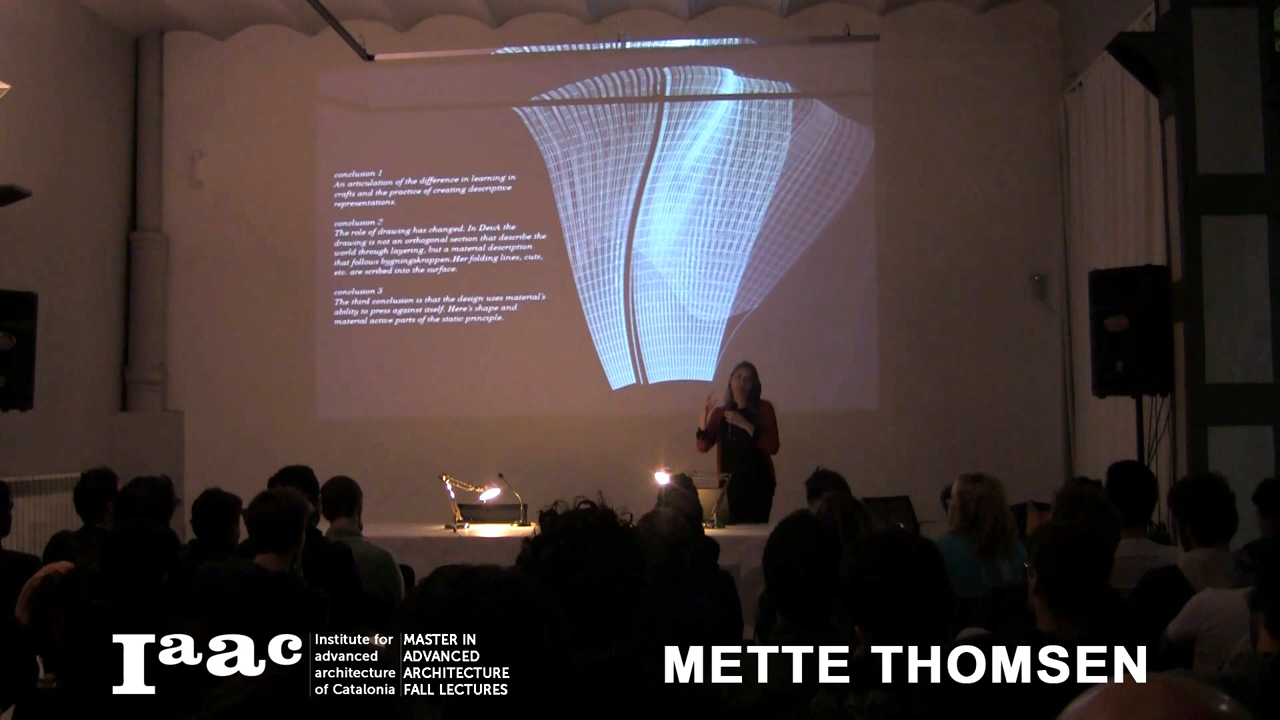 conclusion 1
An articulation of the difference in learning in
crafts and the practice of creating descriptive
representations.
conclusion 2
The role of drawing has changed. In DevA the
drawing is not an orthogonal section that describe the
world through layering, but a material description
that follows bygningskroppen.Her folding lines, cuts,
etc. are scribed into the surface.
conclusion 3
The third conclusion is that the design uses material's
ability to press against itself. Here's shape and
material active parts of the static principle.
Iaac
Institute for
advanced
architecture
of Catalonia
MASTER IN
ADVANCED
ARCHITECTURE
FALL LECTURES
METTE THOMSEN